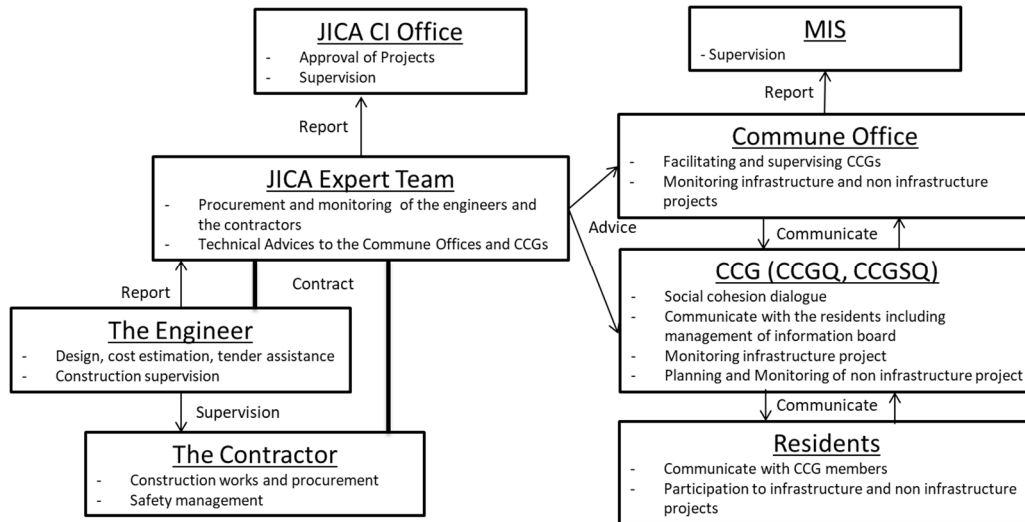 JICA CI Office
- Approval of Projects
- Supervision
MIS
- Supervision
Report
Report
JICA Expert Team
- Procurement and monitoring of the engineers and
the contractors
- Technical Advices to the Commune Offices and CCGs
Commune Office
- Facilitating and supervising CCGs
- Monitoring infrastructure and non infrastructure
projects
Advice
Communicate
Report
Contract
CCG (CCGQ, CCGSQ)
- Social cohesion dialogue
- Communicate with the residents including
management of information board
- Monitoring infrastructure project
- Planning and Monitoring of non infrastructure project
The Engineer
- Design, cost estimation, tender assistance
- Construction supervision
Supervision
Communicate
The Contractor
- Construction works and procurement
- Safety management
Residents
- Communicate with CCG members
- Participation to infrastructure and non infrastructure
projects